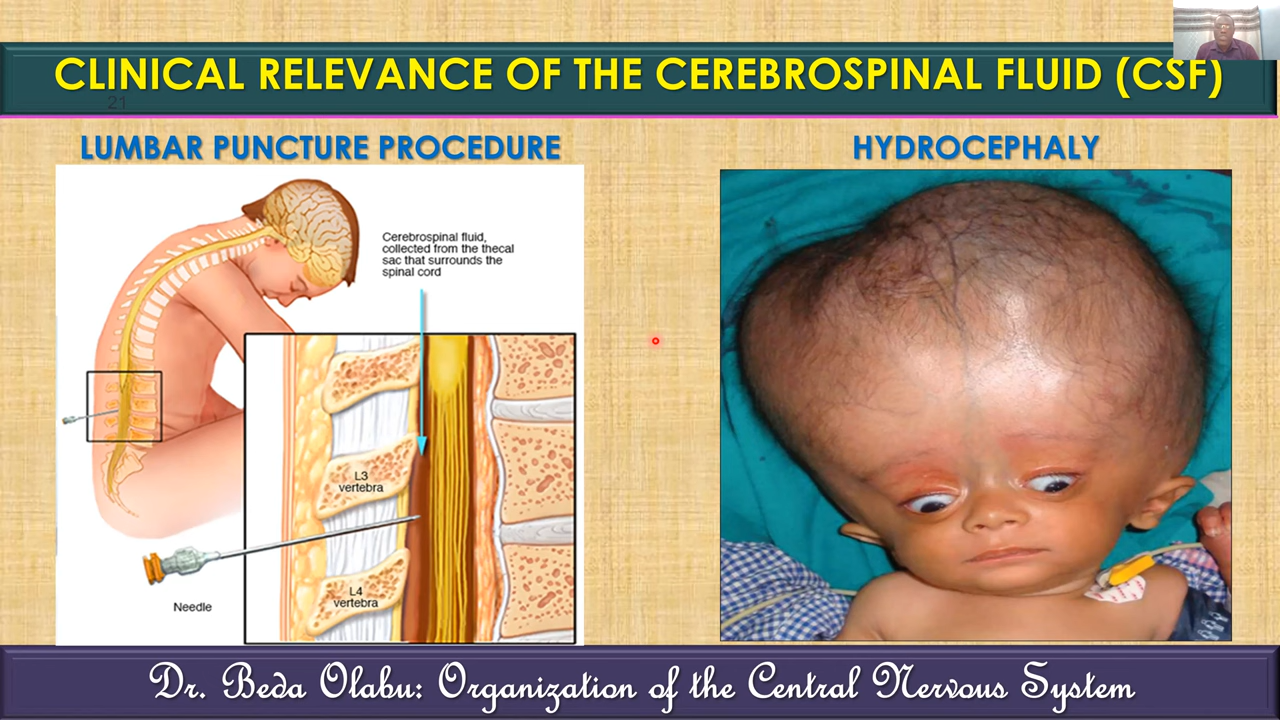 CLINICAL RELEVANCE OF THE CEREBROSPINAL FLUID (CSF)
21
LUMBAR PUNCTURE PROCEDURE
Cerebrospinal fluid,
collected from the thecal
sac that surrounds the
spinal cord
L3
vertebra
L4
vertebra
Needle
HYDROCEPHALY
Dr. Beda Olabu: Organization of the Central Nervous System